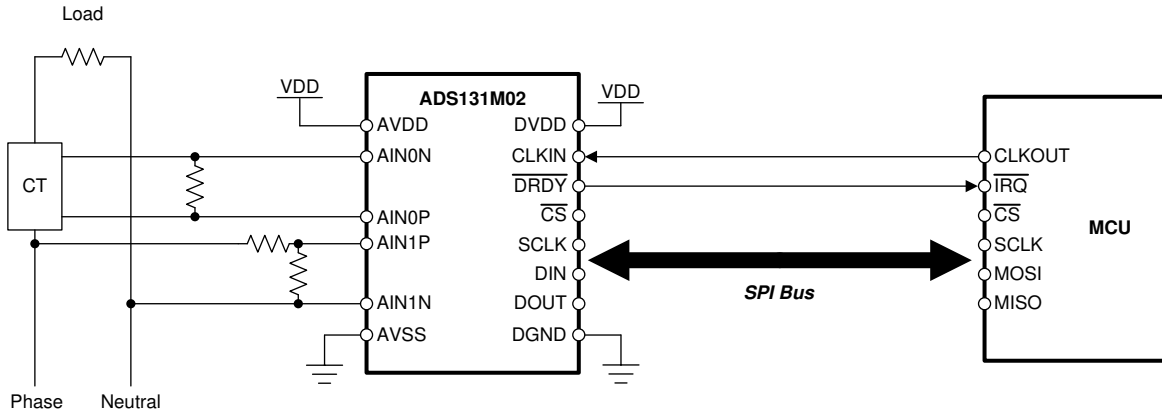 Load
VDD
ADS131M02
VDD
AVDD
DVDD
AIN0N
CLKIN
CLKOUT
CT
DRDY
IRQ
AIN0P
CS
CS
MCU
AIN1P
SCLK
SCLK
DIN
MOSI
SPI Bus
AIN1N
DOUT
MISO
AVSS
DGND
Phase
Neutral